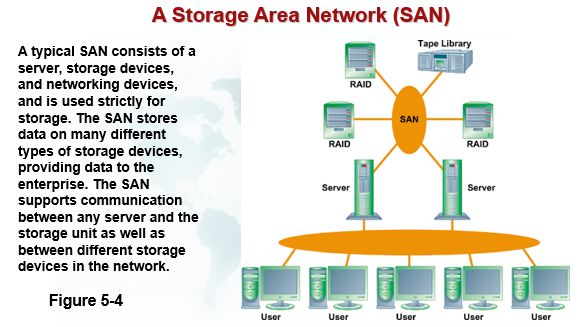 A Storage Area Network (SAN)
A typical SAN consists of a
server, storage devices,
and networking devices,
and is used strictly for
storage. The SAN stores
data on many different
types of storage devices,
providing data to the
enterprise. The SAN
supports communication
between any server and the
storage unit as well as
between different storage
devices in the network.
Figure 5-4
Tape Library
RAID
SAN
RAID
RAID
Server
Server
User
User
User
User
User